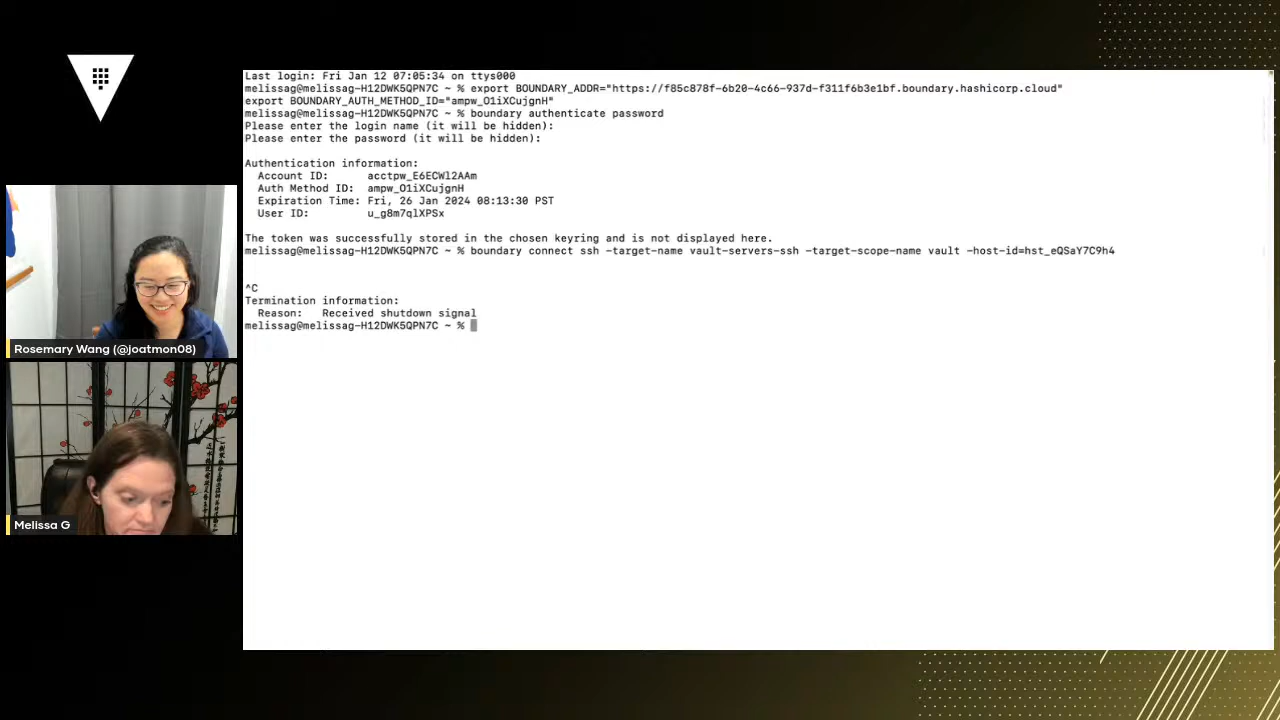 Last login: Fri Jan 12 07:05:34 on ttys000
melissag@melissag-H12DWK5QPN7C ~ % export BOUNDARY_ADDR="https://f85c878f-6b20-4c66-937d-f311f6b3e1bf.boundary.hashicorp.cloud"
export BOUNDARY_AUTH_METHOD_ID="ampw_O1iXCujgnH"
melissag@melissag-H12DWK5QPN7C ~ % boundary authenticate password
Please enter the login name (it will be hidden):
Please enter the password (it will be hidden):
Authentication information:
Account ID: acctpw_E6ECWl2AAm
Auth Method ID: ampw_O1iXCujgnH
Expiration Time: Fri, 26 Jan 2024 08:13:30 PST
User ID: u_g8m7qlXPSx
The token was successfully stored in the chosen keyring and is not displayed here.
melissag@melissag-H12DWK5QPN7C ~ % boundary connect ssh -target-name vault-servers-ssh -target-scope-name vault -host-id=hst_eQSaY7C9h4
^C
Termination information:
Reason: Received shutdown signal
melissag@melissag-H12DWK5QPN7C ~ %
Rosemary Wang (@joatmon08)
Melissa G